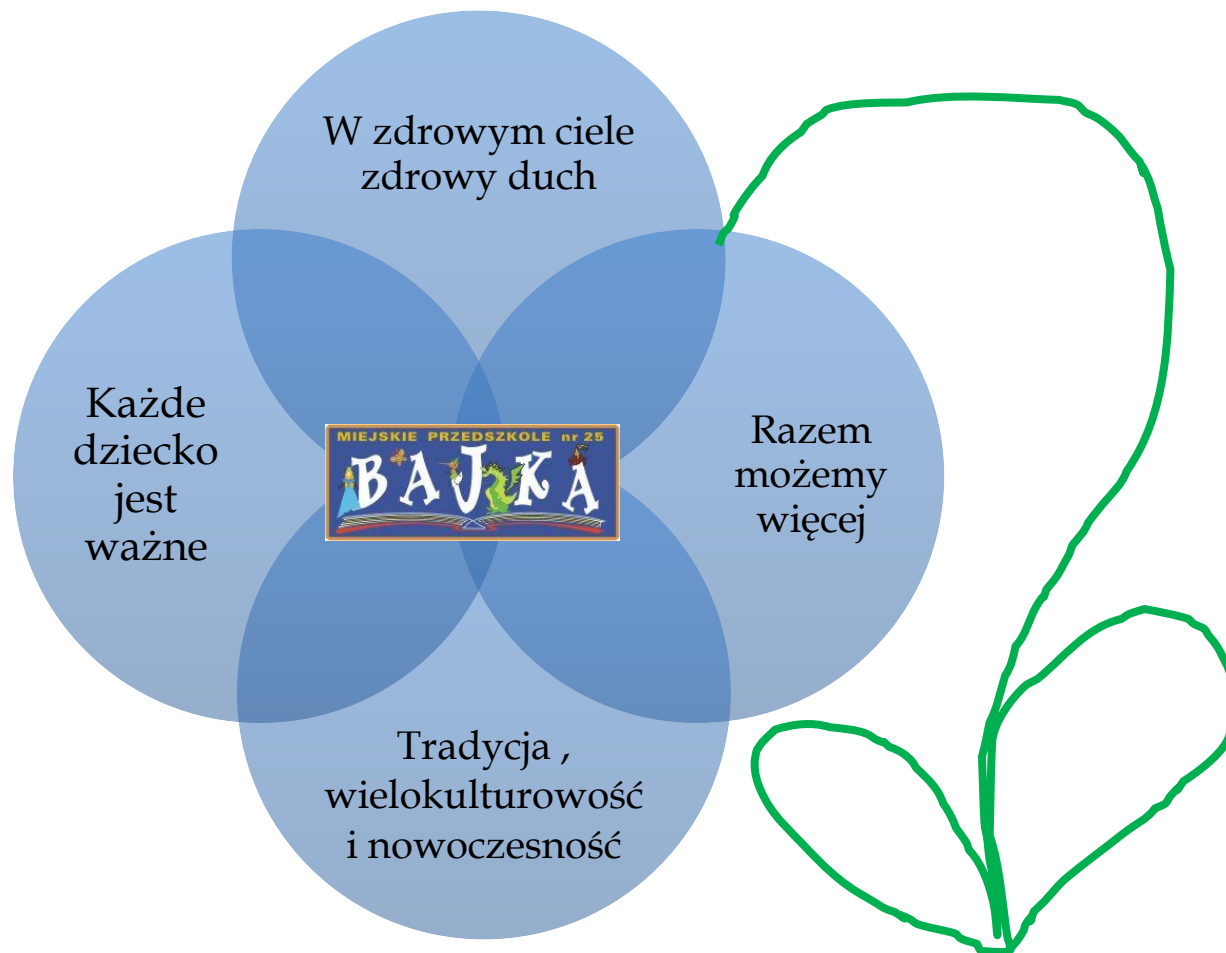 W zdrowym ciele
zdrowy duch
Każde
dziecko
jest
ważne
MIEJSKIE PRZEDSZKOLE nr 25
BAJKA
Razem
możemy
więcej
Tradycja ,
wielokulturowość
i nowoczesność